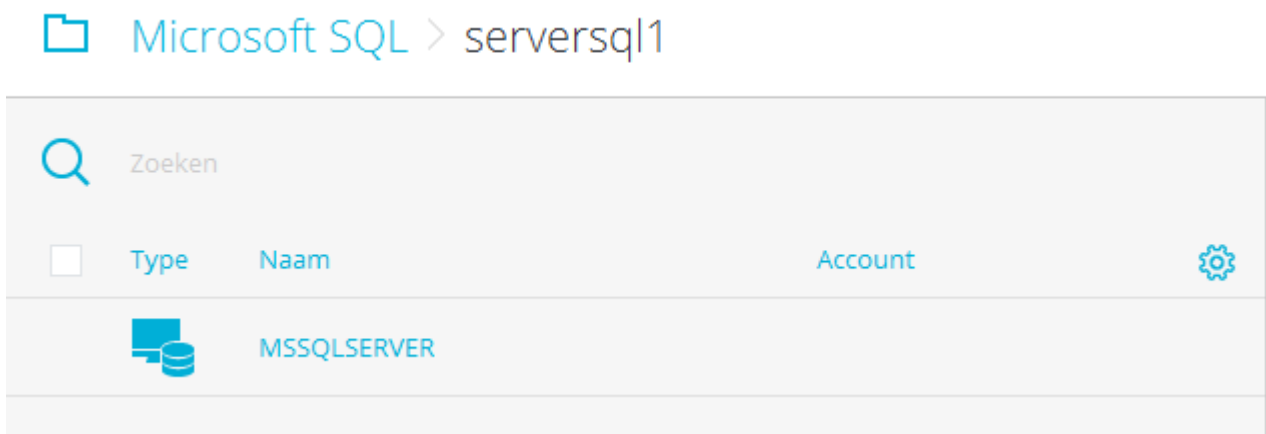 Microsoft SQL > serversql1
Zoeken
Type Naam Account
MSSQLSERVER